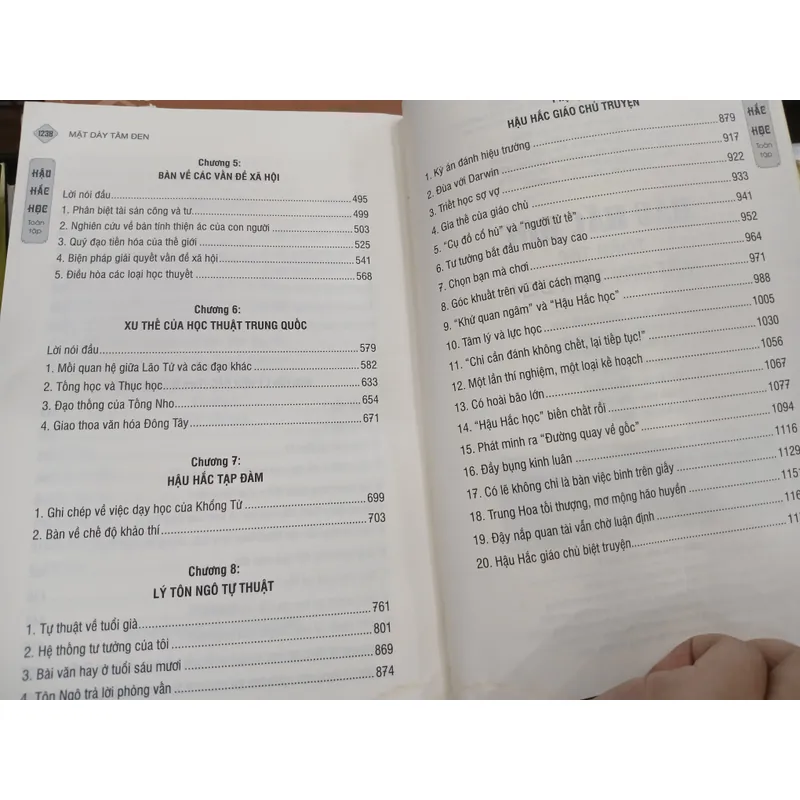 1238 MẶT DÀY TÂM ĐEN
HẬU
HẮC
HỌC
Toàn
tập
Chương 5:
BÀN VỀ CÁC VẤN ĐỀ XÃ HỘI
Lời nói đầu 495
1. Phân biệt tài sản công và tư 499
2. Nghiên cứu về bản tính thiện ác của con người 503
3. Quỹ đạo tiến hóa của thế giới 525
4. Biện pháp giải quyết vấn đề xã hội 541
5. Điều hòa các loại học thuyết 568
Chương 6:
XU THẾ CỦA HỌC THUẬT TRUNG QUỐC
Lời nói đầu 579
1. Mối quan hệ giữa Lão Tử và các đạo khác 582
2. Tống học và Thục học 633
3. Đạo thống của Tống Nho 654
4. Giao thoa văn hóa Đông Tây 671
Chương 7:
HẬU HẮC TẠP ĐÀM
1. Ghi chép về việc dạy học của Khổng Tử 699
2. Bàn về chế độ khảo thí 703
Chương 8:
LÝ TÔN NGÔ TỰ THUẬT
1. Tự thuật về tuổi già 761
2. Hệ thống tư tưởng của tôi 801
3. Bài văn hay ở tuổi sáu mươi 869
4. Tôn Ngô trả lời phỏng vấn 874
HẬU HẮC GIÁO CHỦ TRUYỆN
HẮC
HỌC
Toàn
tập
1. Kỳ án đánh hiệu trưởng 879
2. Đùa với Darwin 917
3. Triết học sợ vợ 922
4. Gia thế của giáo chủ 933
5. “Cụ đồ cổ hủ” và “người tử tế” 941
6. Tư tưởng bắt đầu muốn bay cao 952
7. Chọn bạn mà chơi 964
8. Góc khuất trên vũ đài cách mạng 971
9. “Khử quan ngâm” và “Hậu Hắc học” 988
10. Tâm lý và lực học 1005
11. “Chỉ cần đánh không chết, lại tiếp tục!” 1030
12. Một lần thí nghiệm, một loại kế hoạch 1056
13. Có hoài bão lớn 1067
14. “Hậu Hắc học” biến chất rồi 1077
15. Phát minh ra “Đường quay về gốc” 1094
16. Đầy bụng kinh luân 1116
17. Có lẽ không chỉ là bàn việc binh trên giấy 1129
18. Trung Hoa tối thượng, mơ mộng hão huyền
19. Đậy nắp quan tài vẫn chờ luận định
20. Hậu Hắc giáo chủ biệt truyện